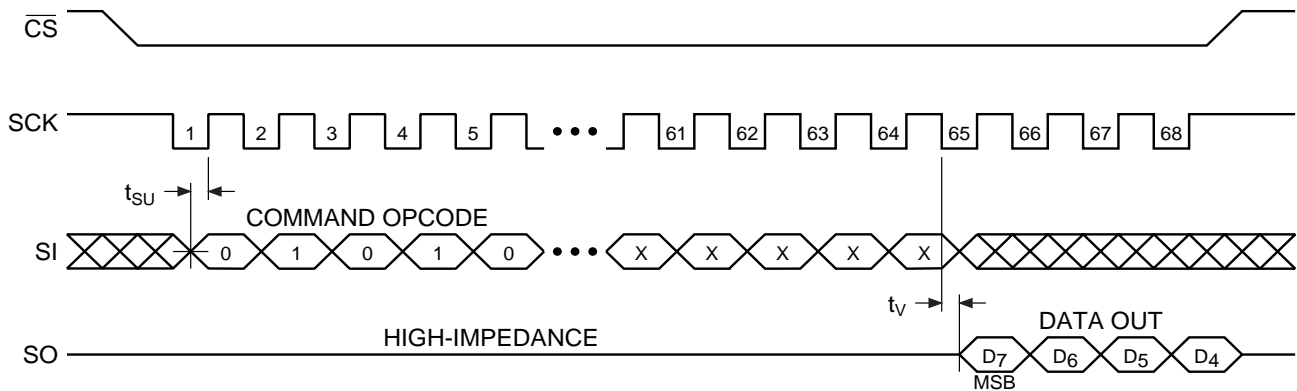 CS
SCK 1 2 3 4 5 ••• 61 62 63 64 65 66 67 68
tSU
COMMAND OPCODE
SI 0 1 0 1 0 ••• X X X X X
tV
HIGH-IMPEDANCE
DATA OUT
SO D7 D6 D5 D4
MSB